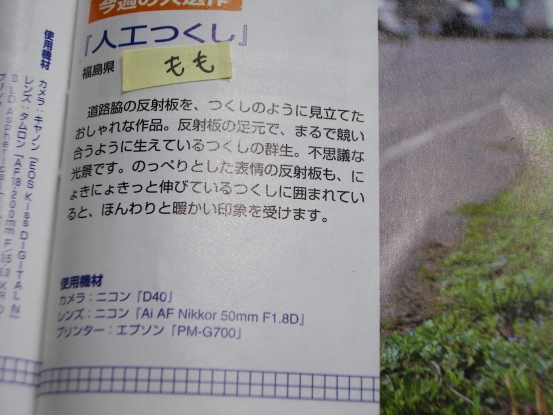 今週の入選作
『人工つくし』
福島県
もも
道路脇の反射板を、つくしのように見立てた
おしゃれな作品。反射板の足元で、まるで競い
合うように生えているつくしの群生。不思議な
光景です。のっぺりとした表情の反射板も、に
ょきにょきっと伸びているつくしに囲まれてい
ると、ほんわりと暖かい印象を受けます。
使用機材
カメラ：ニコン「D40」
レンズ：ニコン「Ai AF Nikkor 50mm F1.8D」
プリンター：エプソン「PM-G700」
使用機材
カメラ：キヤノン「EOS Kiss DIGITAL N」
レンズ：タムロン「AF18-200mm F/3.5-6.3 XR D